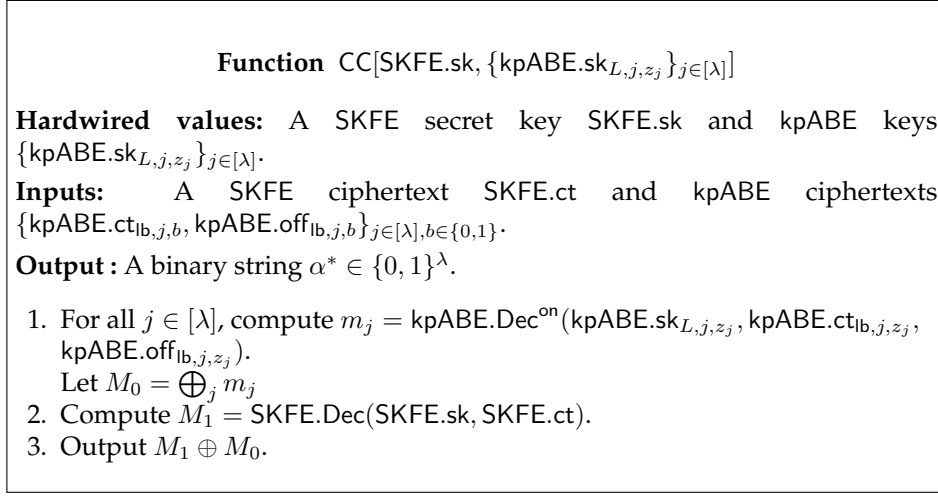 Function CC[SKFE.sk, {kpABE.sk_{L,j,z_j}}_{j∈[λ]}]
Hardwired values: A SKFE secret key SKFE.sk and kpABE keys
{kpABE.sk_{L,j,z_j}}_{j∈[λ]}.
Inputs: A SKFE ciphertext SKFE.ct and kpABE ciphertexts
{kpABE.ct_{lb,j,b}, kpABE.off_{lb,j,b}}_{j∈[λ],b∈{0,1}}.
Output : A binary string α* ∈ {0, 1}^λ.
1. For all j ∈ [λ], compute m_j = kpABE.Dec^{on}(kpABE.sk_{L,j,z_j}, kpABE.ct_{lb,j,z_j},
kpABE.off_{lb,j,z_j}).
Let M_0 = ⊕_j m_j
2. Compute M_1 = SKFE.Dec(SKFE.sk, SKFE.ct).
3. Output M_1 ⊕ M_0.